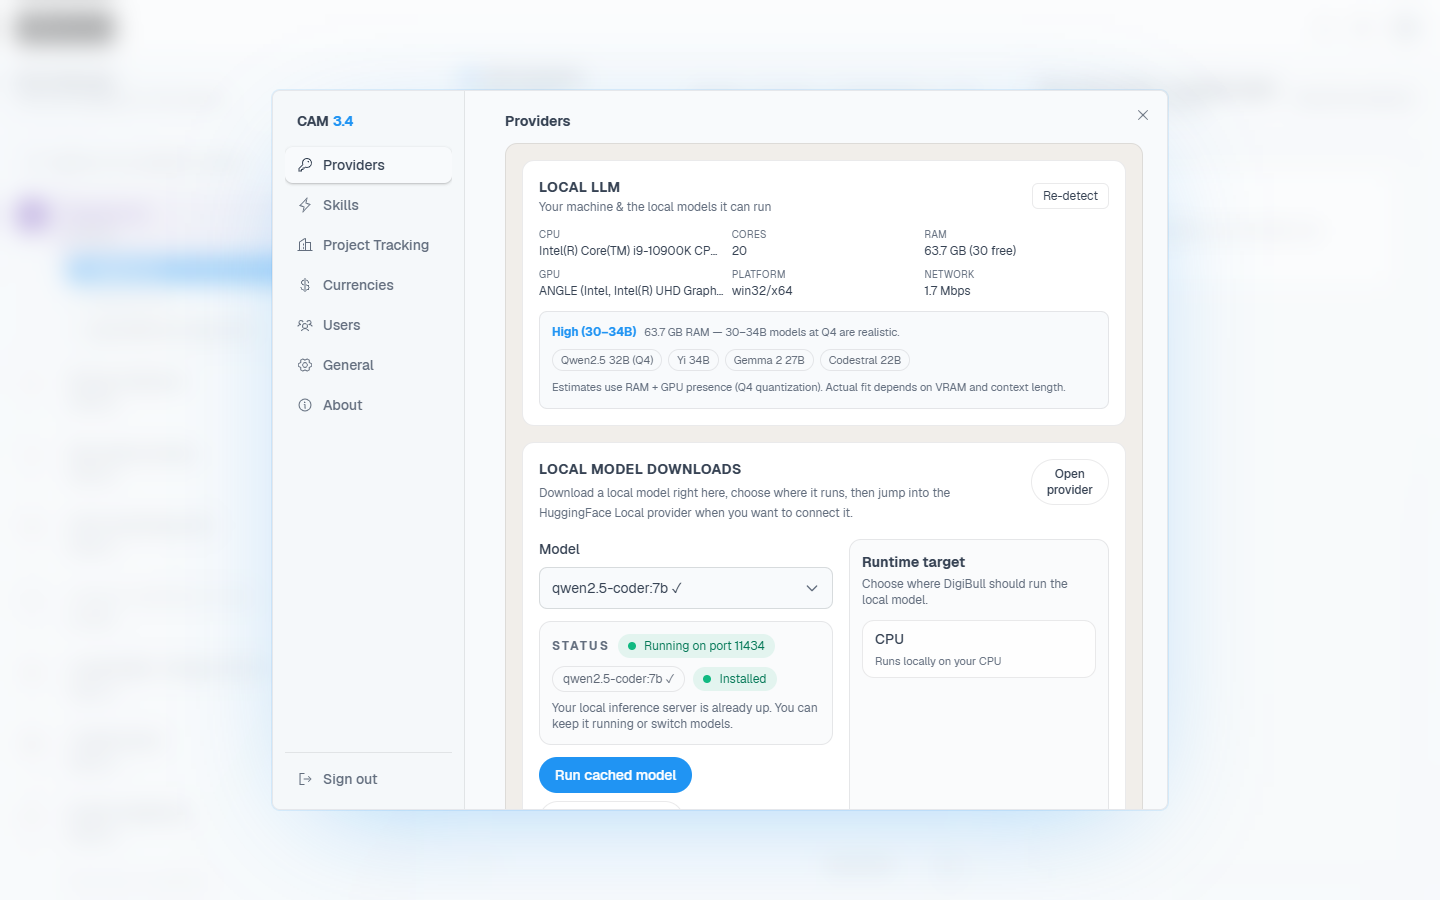 CAM 3.4
Providers
Skills
Project Tracking
Currencies
Users
General
About
Sign out
Providers
LOCAL LLM
Your machine & the local models it can run
Re-detect
CPU
Intel(R) Core(TM) i9-10900K CP...
CORES
20
RAM
63.7 GB (30 free)
GPU
ANGLE (Intel, Intel(R) UHD Graph...
PLATFORM
win32/x64
NETWORK
1.7 Mbps
High (30–34B) 63.7 GB RAM — 30–34B models at Q4 are realistic.
Qwen2.5 32B (Q4) Yi 34B Gemma 2 27B Codestral 22B
Estimates use RAM + GPU presence (Q4 quantization). Actual fit depends on VRAM and context length.
LOCAL MODEL DOWNLOADS
Download a local model right here, choose where it runs, then jump into the
HuggingFace Local provider when you want to connect it.
Open
provider
Model
qwen2.5-coder:7b ✓
STATUS Running on port 11434
qwen2.5-coder:7b ✓ Installed
Your local inference server is already up. You can
keep it running or switch models.
Run cached model
Runtime target
Choose where DigiBull should run the
local model.
CPU
Runs locally on your CPU